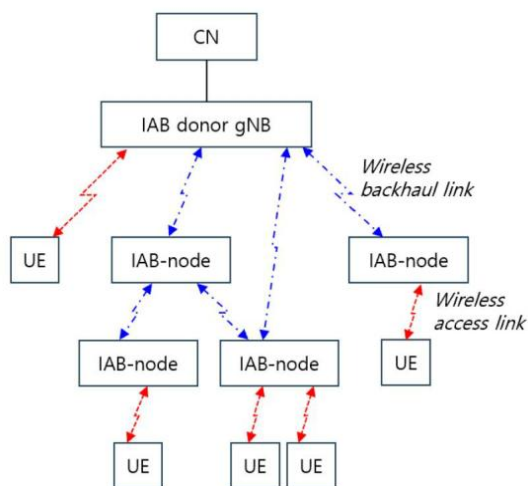 CN
IAB donor gNB
Wireless
backhaul link
UE
IAB-node
IAB-node
Wireless
access link
IAB-node
IAB-node
UE
UE
UE
UE